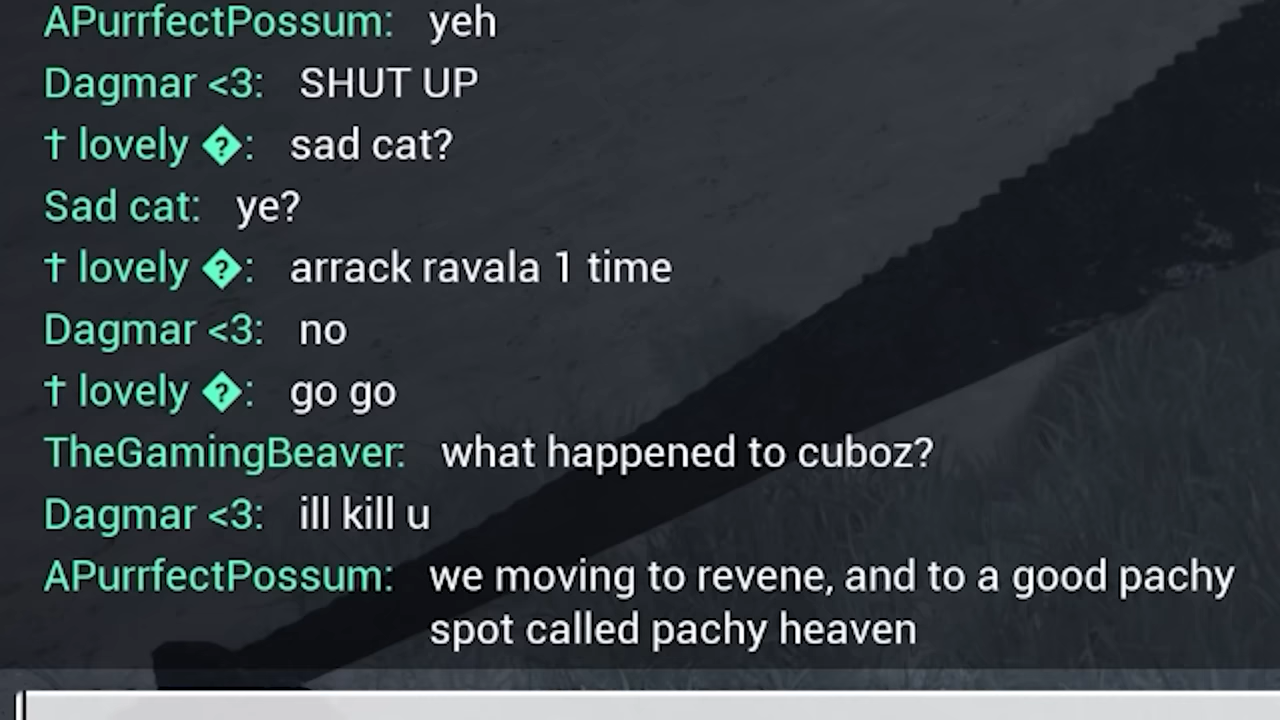 APurrfectPossum: yeh
Dagmar <3: SHUT UP
† lovely �: sad cat?
Sad cat: ye?
† lovely �: arrack ravala 1 time
Dagmar <3: no
† lovely �: go go
TheGamingBeaver: what happened to cuboz?
Dagmar <3: ill kill u
APurrfectPossum: we moving to revene, and to a good pachy
spot called pachy heaven